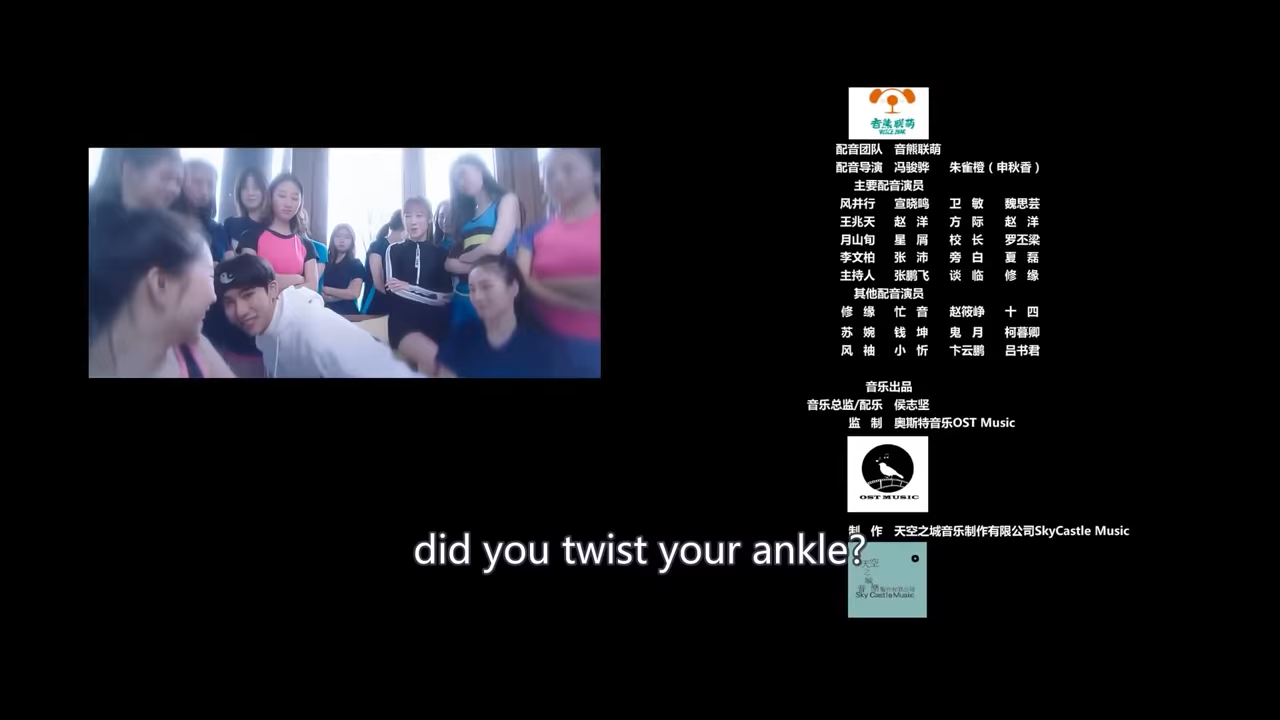 音熊联萌
配音团队 音熊联萌
配音导演 冯骏骅 朱雀橙（申秋香）
主要配音演员
风井行 宣晓鸣 卫 敏 魏思芸
王兆天 赵 洋 方 际 赵 洋
月山旬 星 屑 校 长 罗丕梁
李文柏 张 沛 旁 白 夏 磊
主持人 张鹏飞 谈 临 修 缘
其他配音演员
修 缘 忙 音 赵筱峥 十 四
苏 婉 钱 坤 鬼 月 柯暮卿
风 袖 小 忻 卞云鹏 吕书君
音乐出品
音乐总监/配乐 侯志坚
监 制 奥斯特音乐OST Music
OST MUSIC
制 作 天空之城音乐制作有限公司SkyCastle Music
did you twist your ankle?
天空
之
城
音
Sky Castle Music